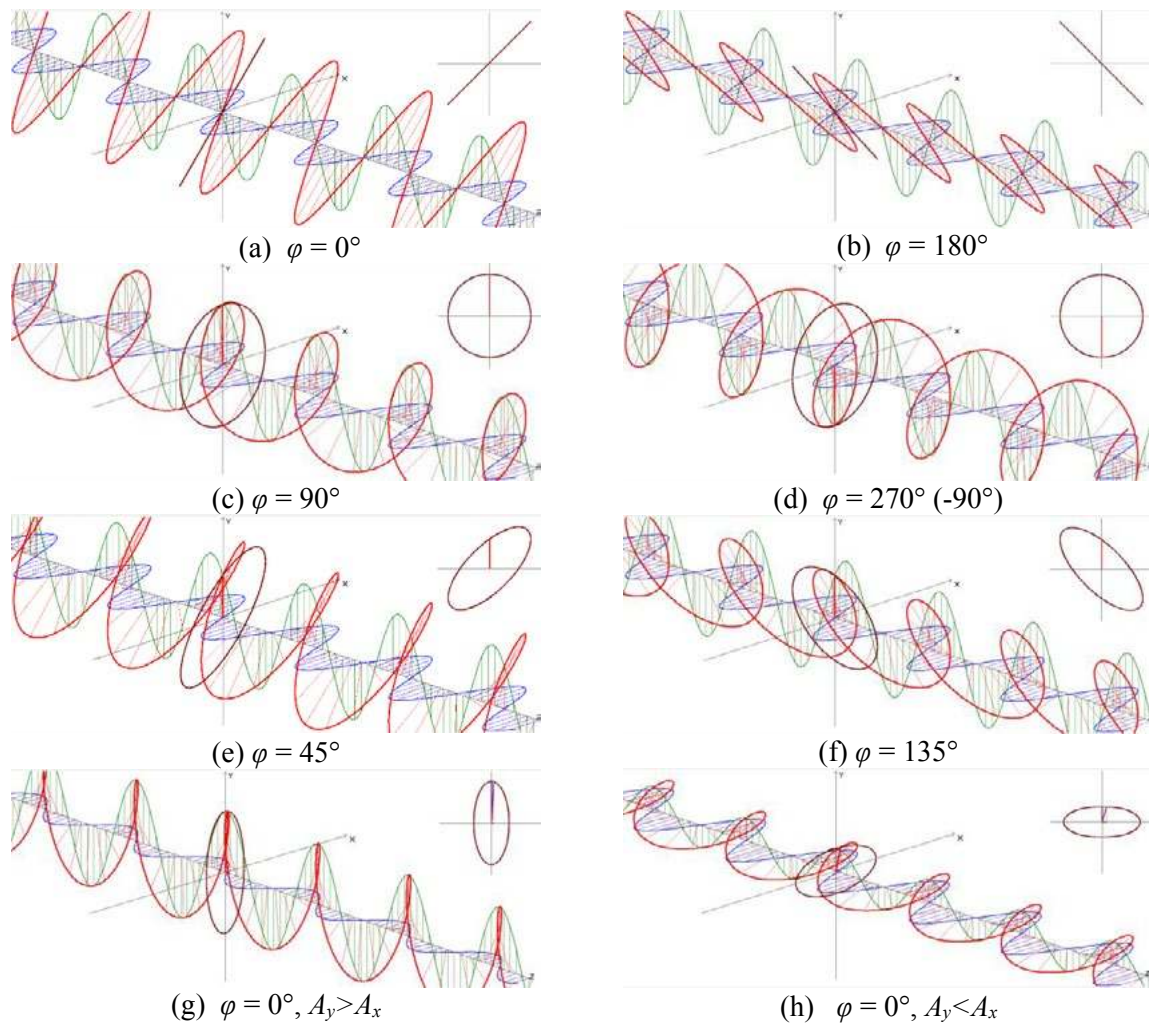 Y
X
Z
(a) φ = 0°
Y
X
Z
(b) φ = 180°
Y
X
Z
(c) φ = 90°
Y
X
Z
(d) φ = 270° (-90°)
Y
X
Z
(e) φ = 45°
Y
X
Z
(f) φ = 135°
Y
X
Z
(g) φ = 0°, Ay>Ax
Y
X
Z
(h) φ = 0°, Ay<Ax